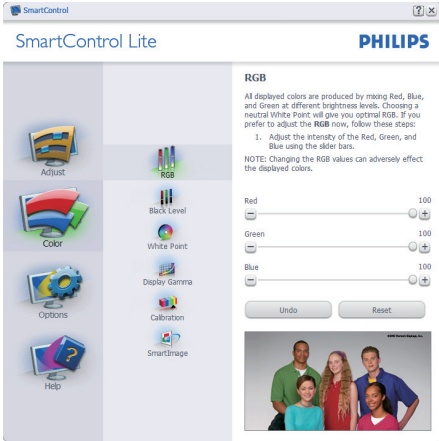 SmartControl
SmartControl Lite
PHILIPS
Adjust
Color
Options
Help
RGB
Black Level
White Point
Display Gamma
Calibration
SmartImage
RGB
All displayed colors are produced by mixing Red, Blue,
and Green at different brightness levels. Choosing a
neutral White Point will give you optimal RGB. If you
prefer to adjust the RGB now, follow these steps:
1. Adjust the intensity of the Red, Green, and
Blue using the slider bars.
NOTE: Changing the RGB values can adversely effect
the displayed colors.
Red 100
Green 100
Blue 100
Undo Reset